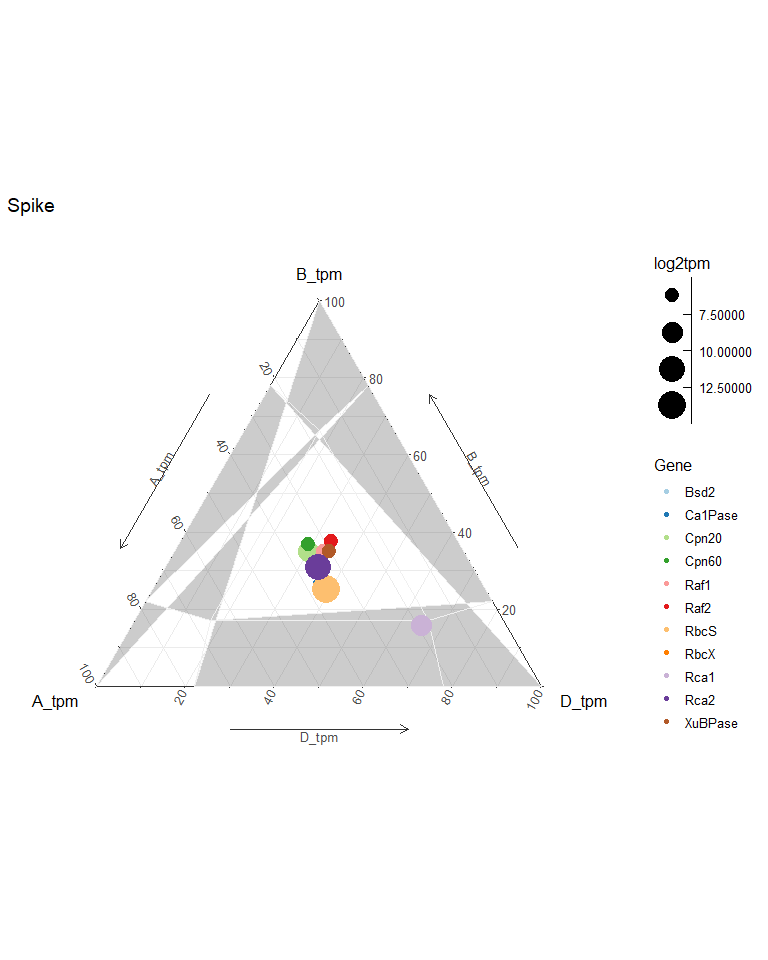 Spike
B_tpm
100
80
60
40
20
20
40
60
80
100
A_tpm
B_tpm
A_tpm
D_tpm
20
40
60
80
100
D_tpm
log2tpm
7.50000
10.00000
12.50000
Gene
Bsd2
Ca1Pase
Cpn20
Cpn60
Raf1
Raf2
RbcS
RbcX
Rca1
Rca2
XuBPase